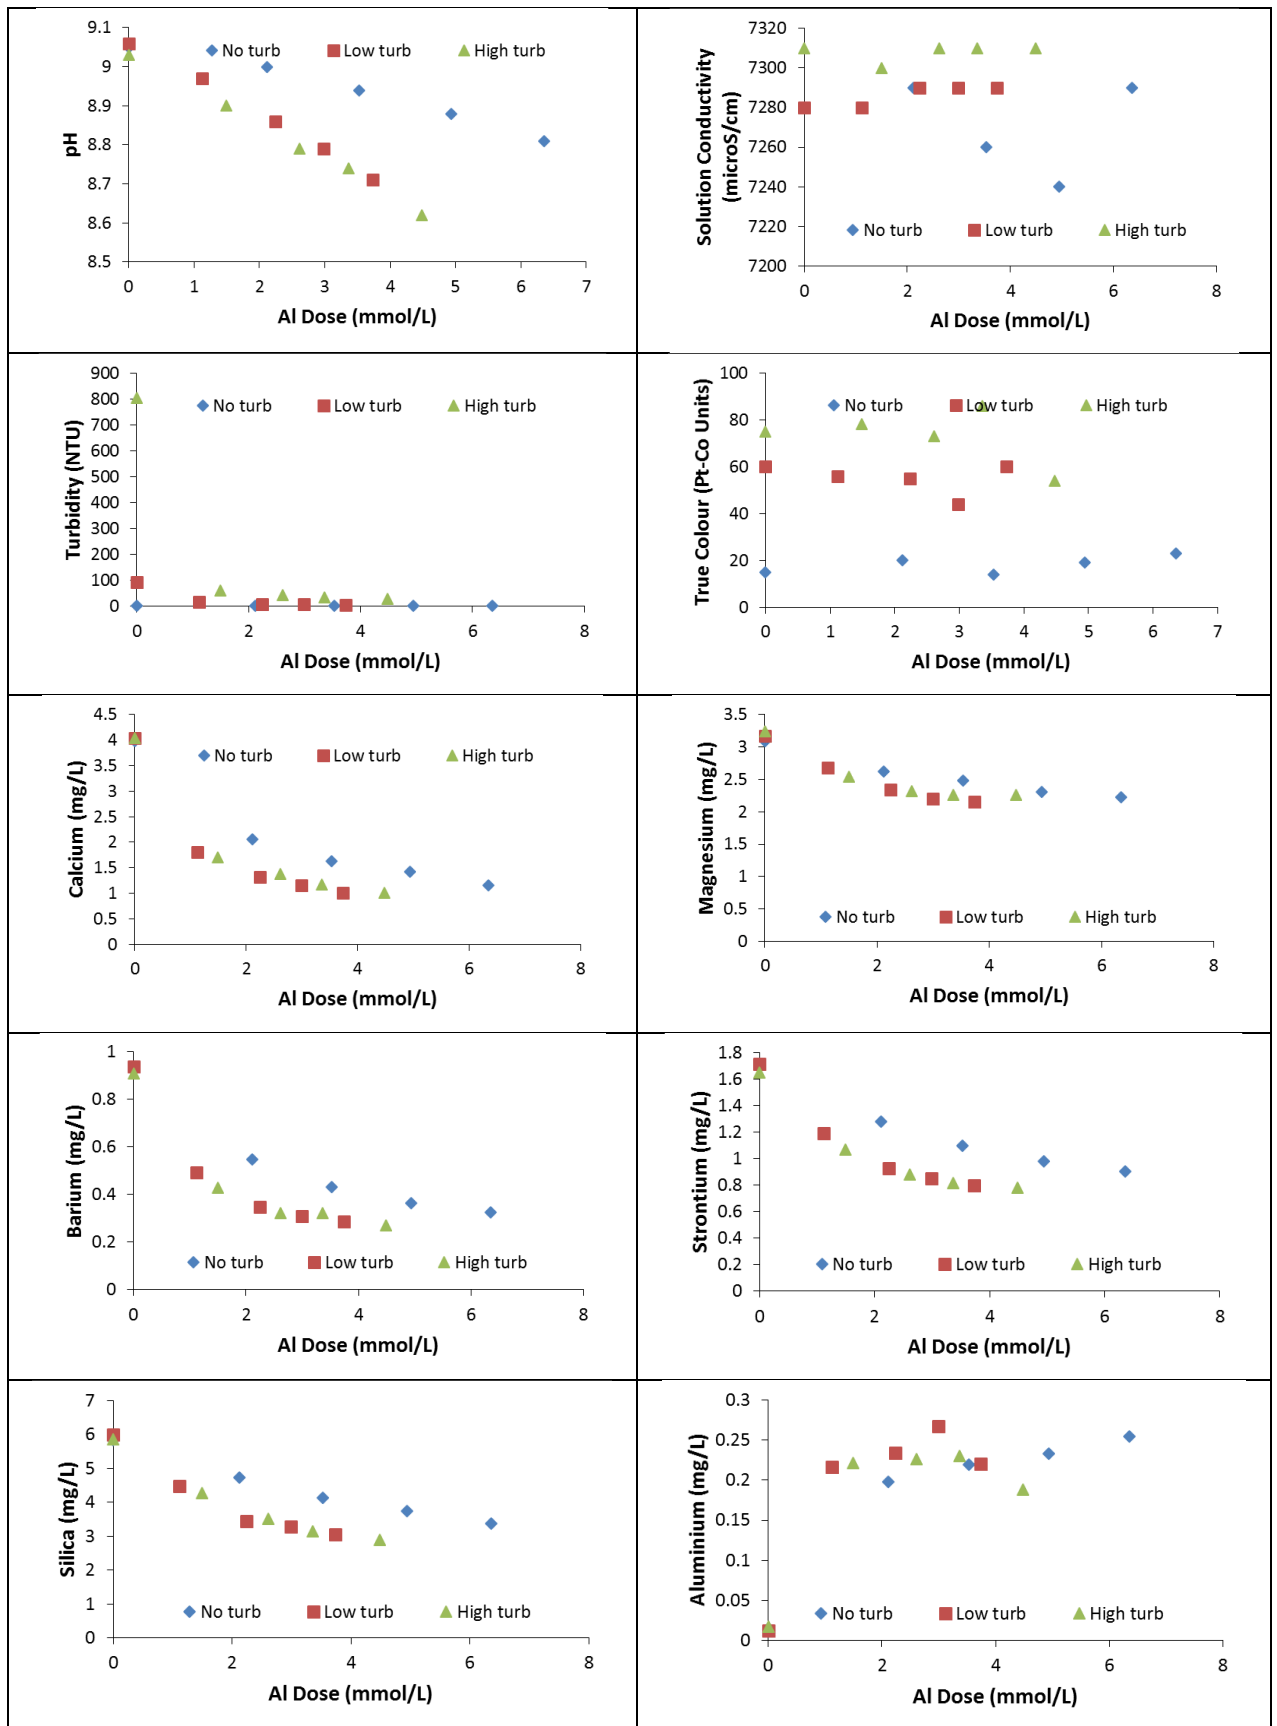 9.1
9
8.9
8.8
8.7
8.6
8.5
pH
No turb Low turb High turb
0 1 2 3 4 5 6 7
Al Dose (mmol/L)
7320
7300
7280
7260
7240
7220
7200
Solution Conductivity
(microS/cm)
No turb Low turb High turb
0 2 4 6 8
Al Dose (mmol/L)
900
800
700
600
500
400
300
200
100
0
Turbidity (NTU)
No turb Low turb High turb
0 2 4 6 8
Al Dose (mmol/L)
100
80
60
40
20
0
True Colour (Pt-Co Units)
No turb Low turb High turb
0 1 2 3 4 5 6 7
Al Dose (mmol/L)
4.5
4
3.5
3
2.5
2
1.5
1
0.5
0
Calcium (mg/L)
No turb Low turb High turb
0 2 4 6 8
Al Dose (mmol/L)
3.5
3
2.5
2
1.5
1
0.5
0
Magnesium (mg/L)
No turb Low turb High turb
0 2 4 6 8
Al Dose (mmol/L)
1
0.8
0.6
0.4
0.2
0
Barium (mg/L)
No turb Low turb High turb
0 2 4 6 8
Al Dose (mmol/L)
1.8
1.6
1.4
1.2
1
0.8
0.6
0.4
0.2
0
Strontium (mg/L)
No turb Low turb High turb
0 2 4 6 8
Al Dose (mmol/L)
7
6
5
4
3
2
1
0
Silica (mg/L)
No turb Low turb High turb
0 2 4 6 8
Al Dose (mmol/L)
0.3
0.25
0.2
0.15
0.1
0.05
0
Aluminium (mg/L)
No turb Low turb High turb
0 2 4 6 8
Al Dose (mmol/L)